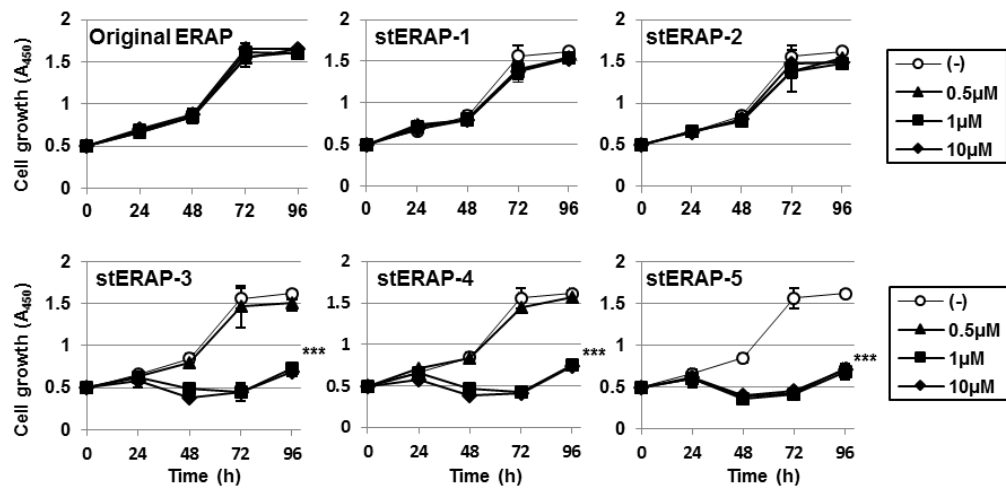 Original ERAP
stERAP-1
stERAP-2
Cell growth (A450)
2
1.5
1
0.5
0
0 24 48 72 96
2
1.5
1
0.5
0
0 24 48 72 96
2
1.5
1
0.5
0
0 24 48 72 96
(-)
0.5µM
1µM
10µM
stERAP-3
stERAP-4
stERAP-5
Cell growth (A450)
2
1.5
1
0.5
0
***
0 24 48 72 96
Time (h)
2
1.5
1
0.5
0
***
0 24 48 72 96
Time (h)
2
1.5
1
0.5
0
***
0 24 48 72 96
Time (h)
(-)
0.5µM
1µM
10µM